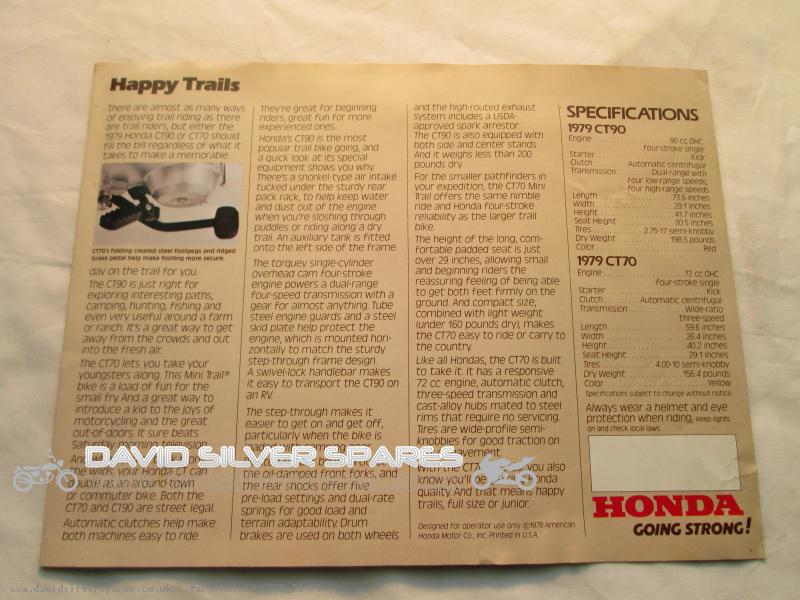 Happy Trails
There are almost as many ways
of enjoying trail riding as there
are trail riders, but either the
1979 Honda CT90 or CT70 should
fill the bill regardless of what it
takes to make a memorable
CT70's folding cleated steel footpegs and ridged
brake pedal help make footing more secure.
day on the trail for you.
The CT90 is just right for
exploring interesting paths,
camping, hunting, fishing and
even very useful around a farm
or ranch. It's a great way to get
away from the crowds and out
into the fresh air.
The CT70 lets you take your
youngsters along. This Mini Trail®
bike is a load of fun for the
small fry. And a great way to
introduce a kid to the joys of
motorcycling and the great
out-of-doors. It sure beats
Saturday morning television.
the wilds, your Honda CT can
double as an around-town
or commuter bike. Both the
CT70 and CT90 are street legal.
Automatic clutches help make
both machines easy to ride.
They're great for beginning
riders, great fun for more
experienced ones.
Honda's CT90 is the most
popular trail bike going, and
a quick look at its special
equipment shows you why.
There's a snorkel-type air intake
tucked under the sturdy rear
pack rack, to help keep water
and dust out of the engine
when you're sloshing through
puddles or riding along a dry
trail. An auxiliary tank is fitted
onto the left side of the frame.
The torquey single-cylinder
overhead cam four-stroke
engine powers a dual-range
four-speed transmission with a
gear for almost anything. Tube
steel engine guards and a steel
skid plate help protect the
engine, which is mounted hori-
zontally to match the sturdy
step-through frame design.
A swivel-lock handlebar makes
it easy to transport the CT90 on
an RV.
The step-through makes it
easier to get on and get off,
particularly when the bike is
the oil-damped front forks, and
the rear shocks offer five
pre-load settings and dual-rate
springs for good load and
terrain adaptability. Drum
brakes are used on both wheels
and the high-routed exhaust
system includes a USDA-
approved spark arrestor.
The CT90 is also equipped with
both side and center stands.
And it weighs less than 200
pounds dry.
For the smaller pathfinders in
your expedition, the CT70 Mini
Trail offers the same nimble
ride and Honda four-stroke
reliability as the larger trail
bike.
The height of the long, com-
fortable padded seat is just
over 29 inches, allowing small
and beginning riders the
reassuring feeling of being able
to get both feet firmly on the
ground. And compact size,
combined with light weight
(under 160 pounds dry), makes
the CT70 easy to ride or carry to
the country.
Like all Hondas, the CT70 is built
to take it. It has a responsive
72 cc engine, automatic clutch,
three-speed transmission and
cast-alloy hubs mated to steel
rims that require no servicing.
Tires are wide-profile semi-
knobbies for good traction on
With the CT70 you also
know you'll be Honda
quality. And that means happy
trails, full size or junior.
Designed for operator use only. ©1978 American
Honda Motor Co., Inc. Printed in U.S.A.
SPECIFICATIONS
1979 CT90
Engine 90 cc OHC
four-stroke single
Starter Kick
Clutch Automatic centrifugal
Transmission Dual-range with
four low-range speeds,
four high-range speeds
Length 73.6 inches
Width 29.1 inches
Height 41.7 inches
Seat Height 30.5 inches
Tires 2.75-17 semi-knobby
Dry Weight 198.5 pounds
Color Red
1979 CT70
Engine 72 cc OHC
four-stroke single
Starter Kick
Clutch Automatic centrifugal
Transmission Wide-ratio
three-speed
Length 59.6 inches
Width 26.4 inches
Height 40.2 inches
Seat Height 29.1 inches
Tires 4.00-10 semi-knobby
Dry Weight 156.4 pounds
Color Yellow
Specifications subject to change without notice.
Always wear a helmet and eye
protection when riding, keep lights
on and check local laws.
HONDA
GOING STRONG!
DAVID SILVER SPARES